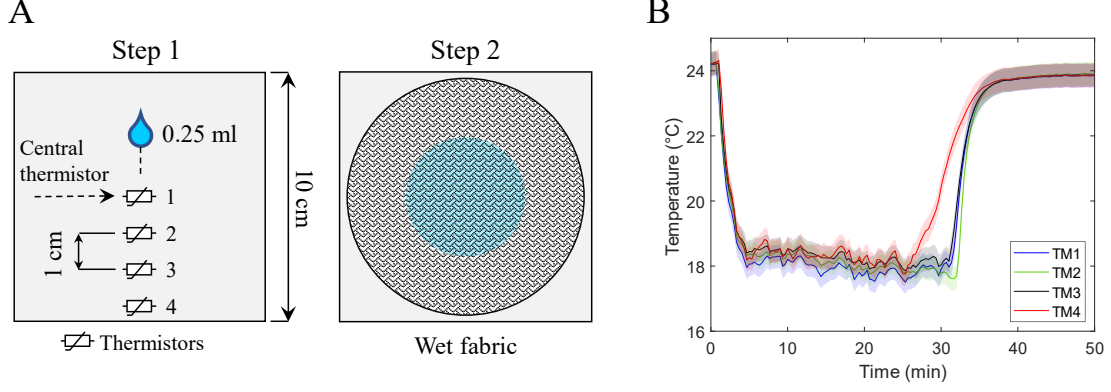 A
Step 1
Step 2
0.25 ml
Central
thermistor
1
2
3
4
1 cm
10 cm
Thermistors
Wet fabric
B
Temperature (°C)
24
22
20
18
16
0
10
20
30
40
50
Time (min)
TM1
TM2
TM3
TM4